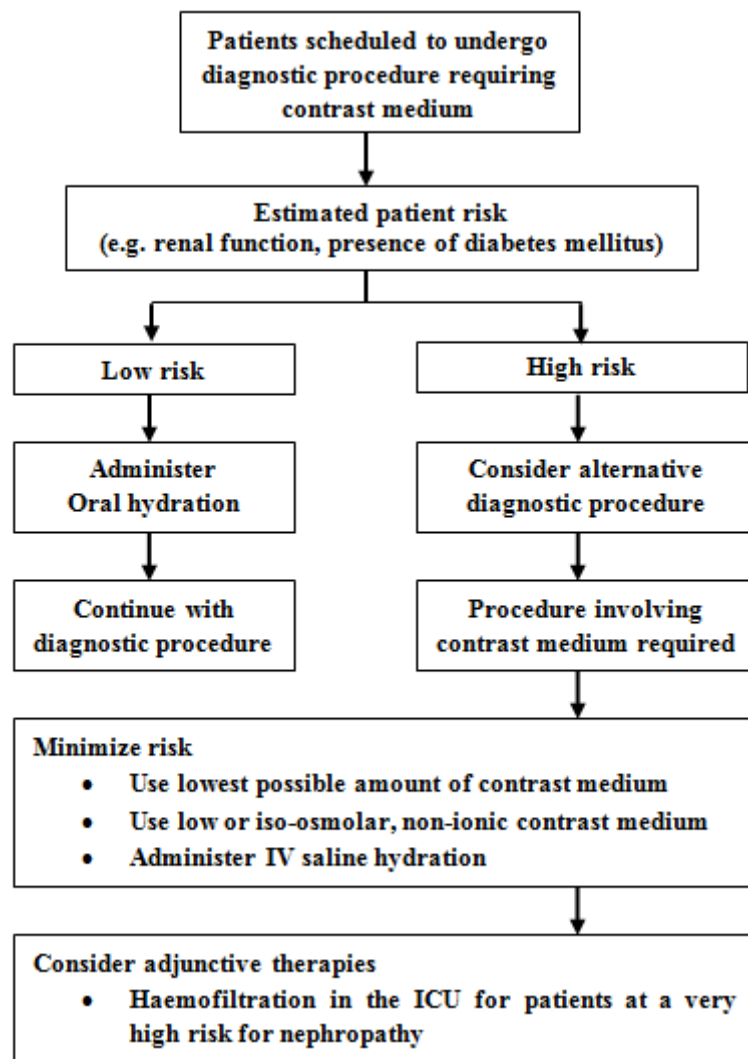 Patients scheduled to undergo
diagnostic procedure requiring
contrast medium
Estimated patient risk
(e.g. renal function, presence of diabetes mellitus)
Low risk
High risk
Administer
Oral hydration
Consider alternative
diagnostic procedure
Continue with
diagnostic procedure
Procedure involving
contrast medium required
Minimize risk
• Use lowest possible amount of contrast medium
• Use low or iso-osmolar, non-ionic contrast medium
• Administer IV saline hydration
Consider adjunctive therapies
• Haemofiltration in the ICU for patients at a very
high risk for nephropathy